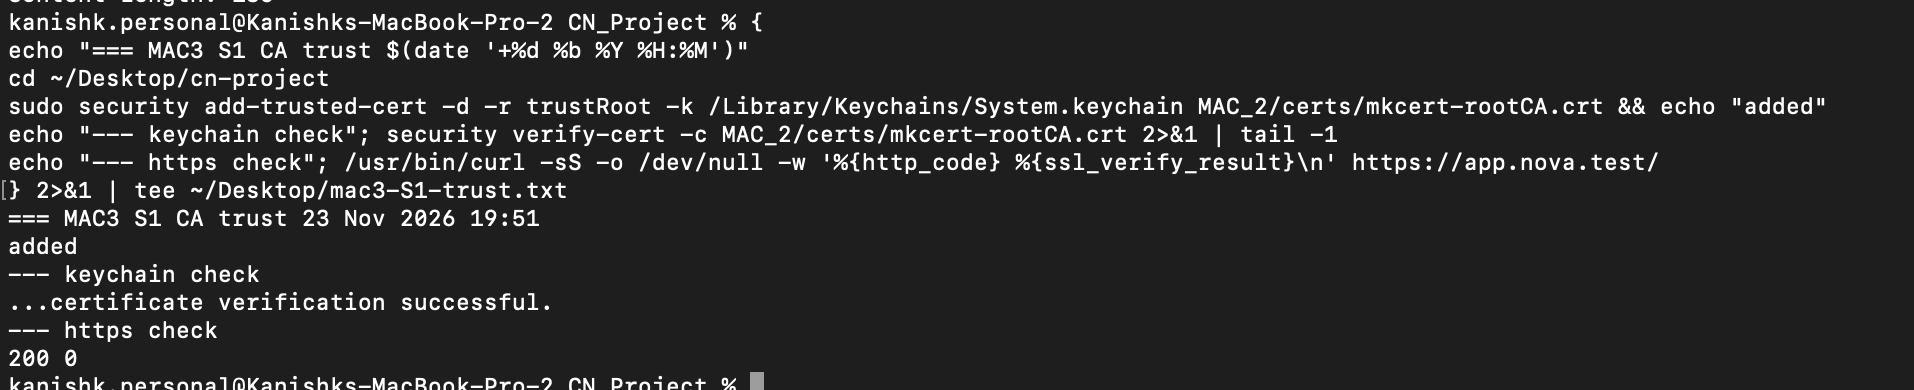 kanishk.personal@Kanishks-MacBook-Pro-2 CN_Project % {
echo "=== MAC3 S1 CA trust $(date '+%d %b %Y %H:%M')"
cd ~/Desktop/cn-project
sudo security add-trusted-cert -d -r trustRoot -k /Library/Keychains/System.keychain MAC_2/certs/mkcert-rootCA.crt && echo "added"
echo "--- keychain check"; security verify-cert -c MAC_2/certs/mkcert-rootCA.crt 2>&1 | tail -1
echo "--- https check"; /usr/bin/curl -sS -o /dev/null -w '%{http_code} %{ssl_verify_result}\n' https://app.nova.test/
[} 2>&1 | tee ~/Desktop/mac3-S1-trust.txt
=== MAC3 S1 CA trust 23 Nov 2026 19:51
added
--- keychain check
...certificate verification successful.
--- https check
200 0
kanishk.personal@Kanishks-MacBook-Pro-2 CN_Project %